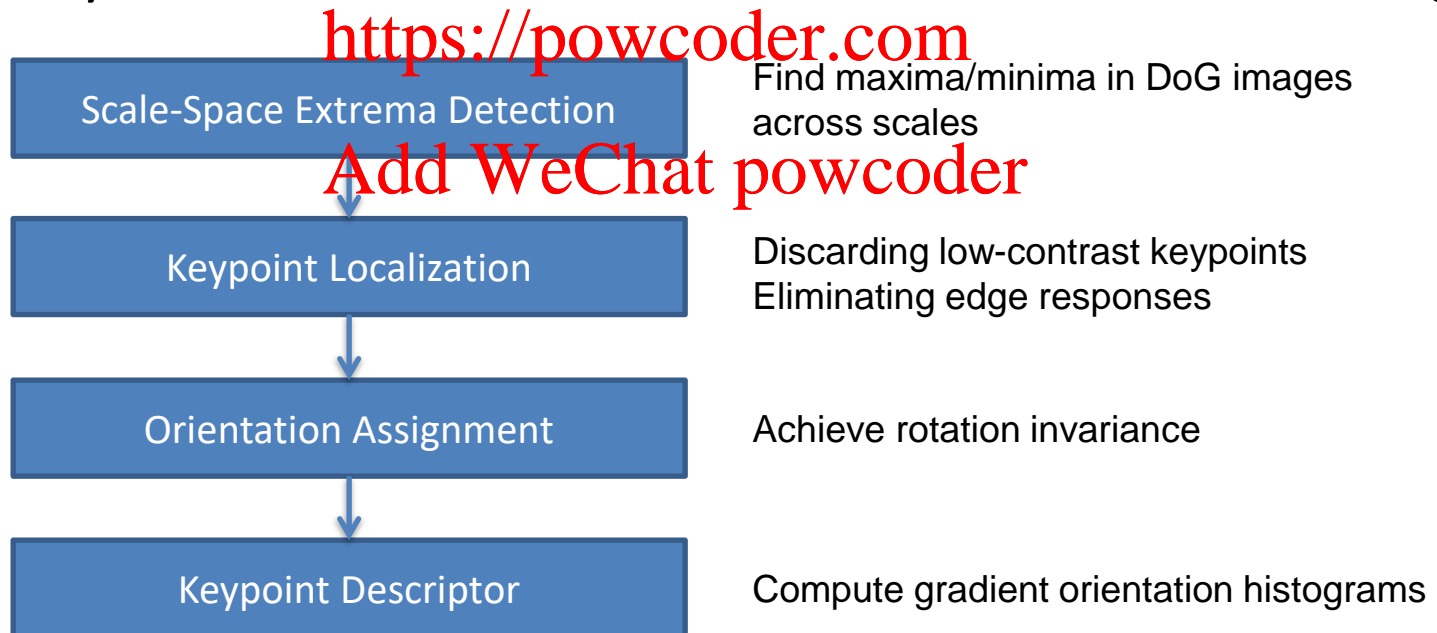 https://powcoder.com
Scale-Space Extrema Detection
Find maxima/minima in DoG images
across scales
Add WeChat powcoder
Keypoint Localization
Discarding low-contrast keypoints
Eliminating edge responses
Orientation Assignment
Achieve rotation invariance
Keypoint Descriptor
Compute gradient orientation histograms